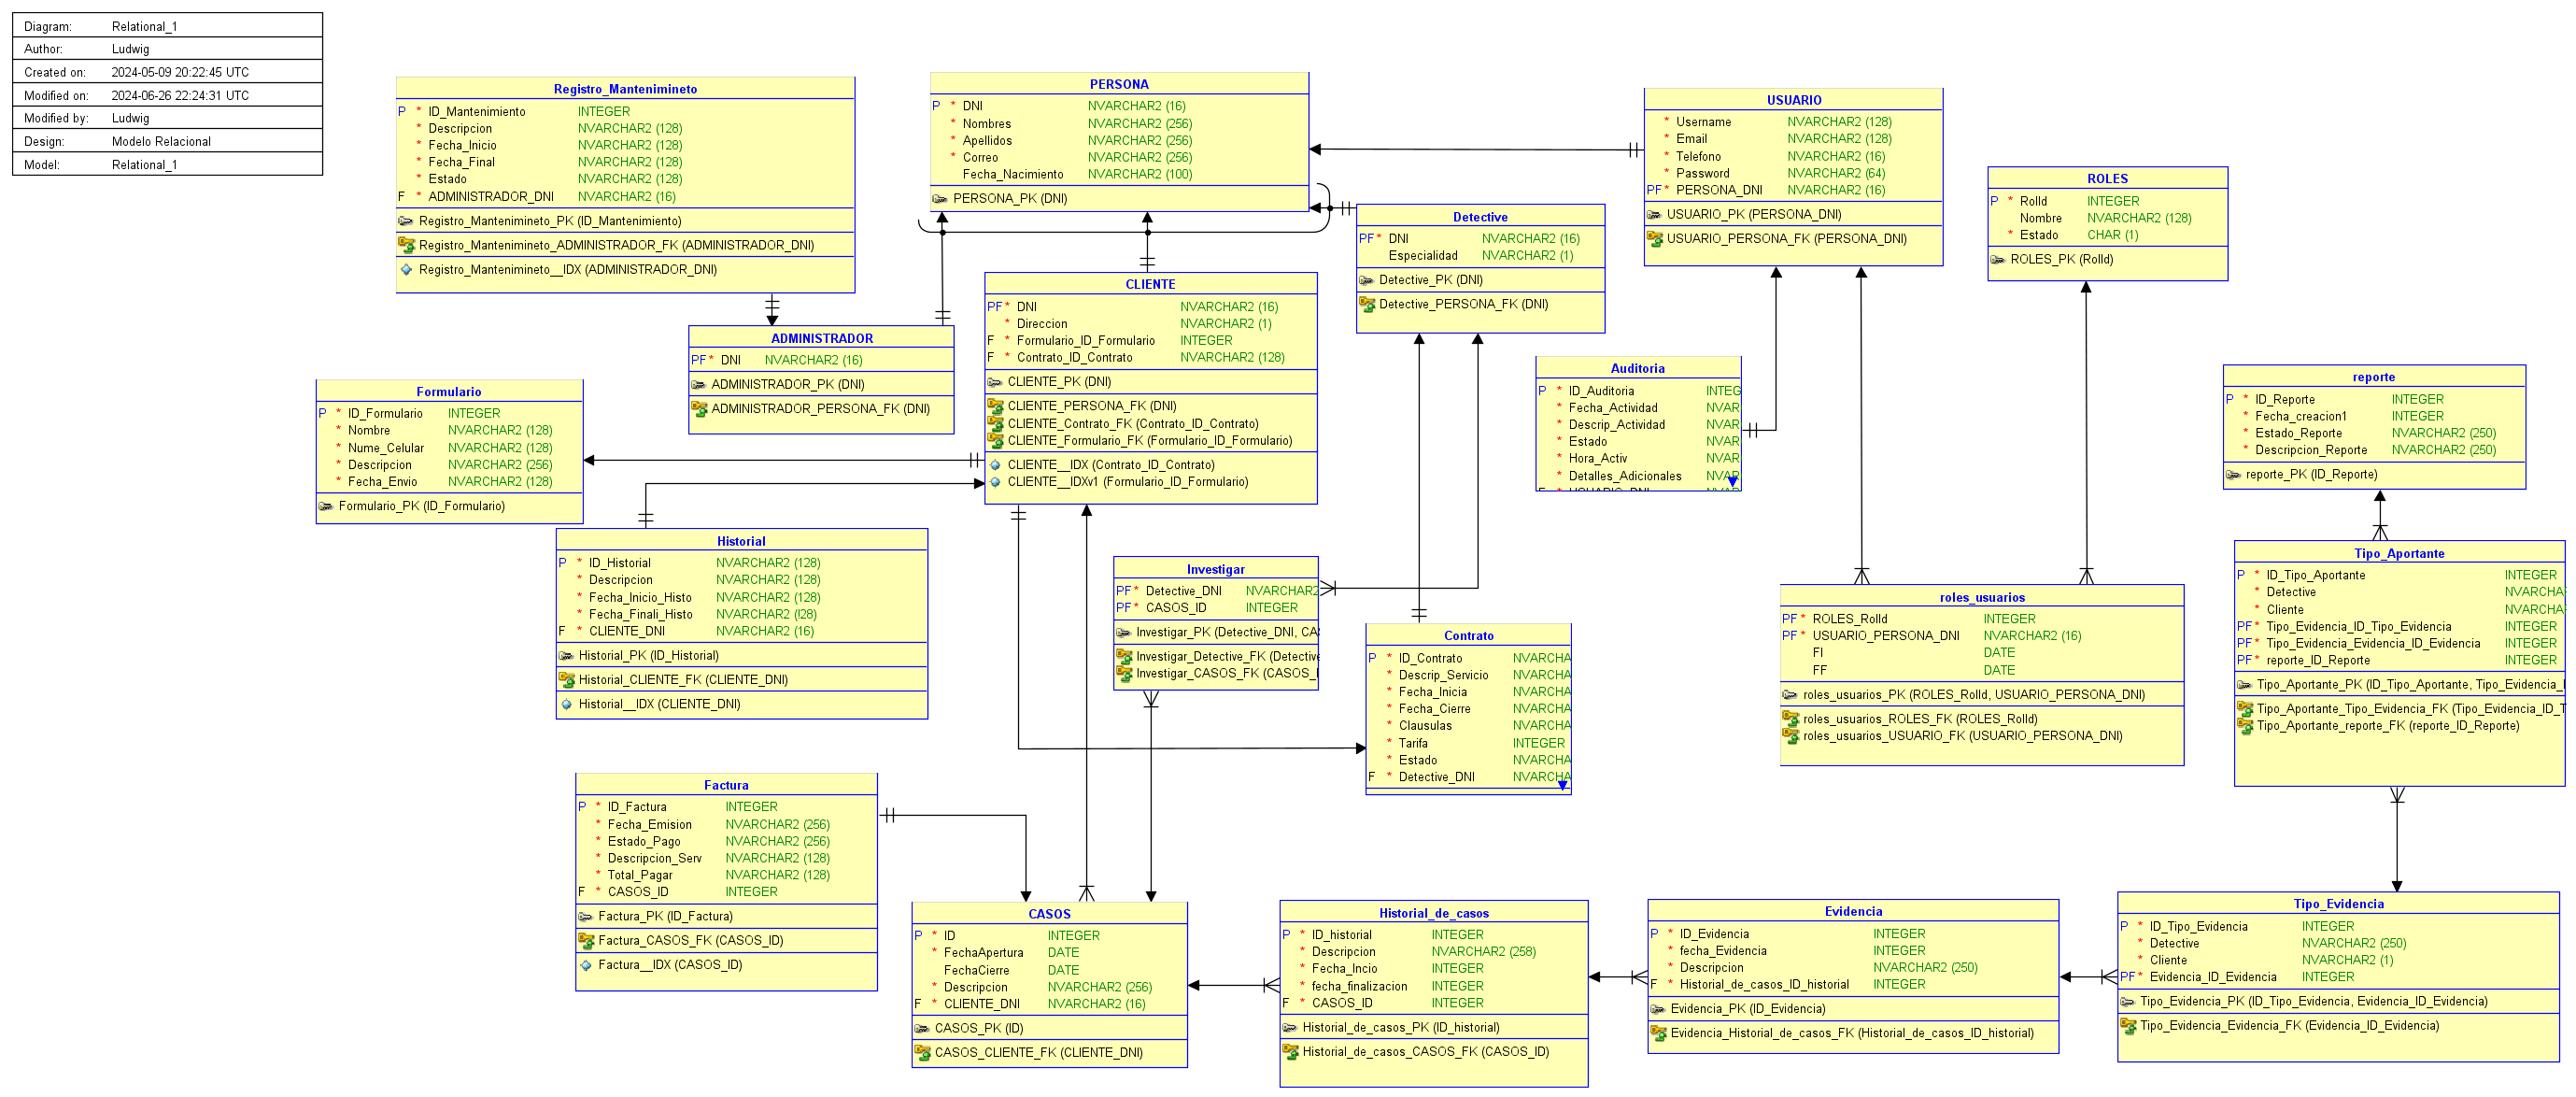 Diagram: Relational_1
Author: Ludwig
Created on: 2024-05-09 20:22:45 UTC
Modified on: 2024-06-26 22:24:31 UTC
Modified by: Ludwig
Design: Modelo Relacional
Model: Relational_1
Registro_Mantenimineto
P * ID_Mantenimiento INTEGER
* Descripcion NVARCHAR2 (128)
* Fecha_Inicio NVARCHAR2 (128)
* Fecha_Final NVARCHAR2 (128)
* Estado NVARCHAR2 (128)
F * ADMINISTRADOR_DNI NVARCHAR2 (16)
Registro_Mantenimineto_PK (ID_Mantenimiento)
Registro_Mantenimineto_ADMINISTRADOR_FK (ADMINISTRADOR_DNI)
Registro_Mantenimineto__IDX (ADMINISTRADOR_DNI)
PERSONA
P * DNI NVARCHAR2 (16)
* Nombres NVARCHAR2 (256)
* Apellidos NVARCHAR2 (256)
* Correo NVARCHAR2 (256)
Fecha_Nacimiento NVARCHAR2 (100)
PERSONA_PK (DNI)
USUARIO
* Username NVARCHAR2 (128)
* Email NVARCHAR2 (128)
* Telefono NVARCHAR2 (16)
* Password NVARCHAR2 (64)
PF * PERSONA_DNI NVARCHAR2 (16)
USUARIO_PK (PERSONA_DNI)
USUARIO_PERSONA_FK (PERSONA_DNI)
ROLES
P * RolId INTEGER
Nombre NVARCHAR2 (128)
* Estado CHAR (1)
ROLES_PK (RolId)
Detective
PF * DNI NVARCHAR2 (16)
Especialidad NVARCHAR2 (1)
Detective_PK (DNI)
Detective_PERSONA_FK (DNI)
CLIENTE
PF * DNI NVARCHAR2 (16)
* Direccion NVARCHAR2 (1)
F * Formulario_ID_Formulario INTEGER
F * Contrato_ID_Contrato NVARCHAR2 (128)
CLIENTE_PK (DNI)
CLIENTE_PERSONA_FK (DNI)
CLIENTE_Contrato_FK (Contrato_ID_Contrato)
CLIENTE_Formulario_FK (Formulario_ID_Formulario)
CLIENTE__IDX (Contrato_ID_Contrato)
CLIENTE__IDXv1 (Formulario_ID_Formulario)
ADMINISTRADOR
PF * DNI NVARCHAR2 (16)
ADMINISTRADOR_PK (DNI)
ADMINISTRADOR_PERSONA_FK (DNI)
Formulario
P * ID_Formulario INTEGER
* Nombre NVARCHAR2 (128)
* Nume_Celular NVARCHAR2 (128)
* Descripcion NVARCHAR2 (256)
* Fecha_Envio NVARCHAR2 (128)
Formulario_PK (ID_Formulario)
Auditoria
P * ID_Auditoria INTEG
* Fecha_Actividad NVAR
* Descrip_Actividad NVAR
* Estado NVAR
* Hora_Activ NVAR
* Detalles_Adicionales NVAR
reporte
P * ID_Reporte INTEGER
* Fecha_creacion1 INTEGER
* Estado_Reporte NVARCHAR2 (250)
* Descripcion_Reporte NVARCHAR2 (250)
reporte_PK (ID_Reporte)
Historial
P * ID_Historial NVARCHAR2 (128)
* Descripcion NVARCHAR2 (128)
* Fecha_Inicio_Histo NVARCHAR2 (128)
* Fecha_Finali_Histo NVARCHAR2 (!28)
F * CLIENTE_DNI NVARCHAR2 (16)
Historial_PK (ID_Historial)
Historial_CLIENTE_FK (CLIENTE_DNI)
Historial__IDX (CLIENTE_DNI)
Investigar
PF * Detective_DNI NVARCHAR2
PF * CASOS_ID INTEGER
Investigar_PK (Detective_DNI, CA
Investigar_Detective_FK (Detective
Investigar_CASOS_FK (CASOS_I
Contrato
P * ID_Contrato NVARCHA
* Descrip_Servicio NVARCHA
* Fecha_Inicia NVARCHA
* Fecha_Cierre NVARCHA
* Clausulas NVARCHA
* Tarifa INTEGER
* Estado NVARCHA
F * Detective_DNI NVARCHA
roles_usuarios
PF * ROLES_RolId INTEGER
PF * USUARIO_PERSONA_DNI NVARCHAR2 (16)
FI DATE
FF DATE
roles_usuarios_PK (ROLES_RolId, USUARIO_PERSONA_DNI)
roles_usuarios_ROLES_FK (ROLES_RolId)
roles_usuarios_USUARIO_FK (USUARIO_PERSONA_DNI)
Tipo_Aportante
P * ID_Tipo_Aportante INTEGER
* Detective NVARCHA
* Cliente NVARCHA
PF * Tipo_Evidencia_ID_Tipo_Evidencia INTEGER
PF * Tipo_Evidencia_Evidencia_ID_Evidencia INTEGER
PF * reporte_ID_Reporte INTEGER
Tipo_Aportante_PK (ID_Tipo_Aportante, Tipo_Evidencia_I
Tipo_Aportante_Tipo_Evidencia_FK (Tipo_Evidencia_ID_T
Tipo_Aportante_reporte_FK (reporte_ID_Reporte)
Factura
P * ID_Factura INTEGER
* Fecha_Emision NVARCHAR2 (256)
* Estado_Pago NVARCHAR2 (256)
* Descripcion_Serv NVARCHAR2 (128)
* Total_Pagar NVARCHAR2 (128)
F * CASOS_ID INTEGER
Factura_PK (ID_Factura)
Factura_CASOS_FK (CASOS_ID)
Factura__IDX (CASOS_ID)
CASOS
P * ID INTEGER
* FechaApertura DATE
FechaCierre DATE
* Descripcion NVARCHAR2 (256)
F * CLIENTE_DNI NVARCHAR2 (16)
CASOS_PK (ID)
CASOS_CLIENTE_FK (CLIENTE_DNI)
Historial_de_casos
P * ID_historial INTEGER
* Descripcion NVARCHAR2 (258)
* Fecha_Incio INTEGER
* fecha_finalizacion INTEGER
F * CASOS_ID INTEGER
Historial_de_casos_PK (ID_historial)
Historial_de_casos_CASOS_FK (CASOS_ID)
Evidencia
P * ID_Evidencia INTEGER
* fecha_Evidencia INTEGER
* Descripcion NVARCHAR2 (250)
F * Historial_de_casos_ID_historial INTEGER
Evidencia_PK (ID_Evidencia)
Evidencia_Historial_de_casos_FK (Historial_de_casos_ID_historial)
Tipo_Evidencia
P * ID_Tipo_Evidencia INTEGER
* Detective NVARCHAR2 (250)
* Cliente NVARCHAR2 (1)
PF * Evidencia_ID_Evidencia INTEGER
Tipo_Evidencia_PK (ID_Tipo_Evidencia, Evidencia_ID_Evidencia)
Tipo_Evidencia_Evidencia_FK (Evidencia_ID_Evidencia)